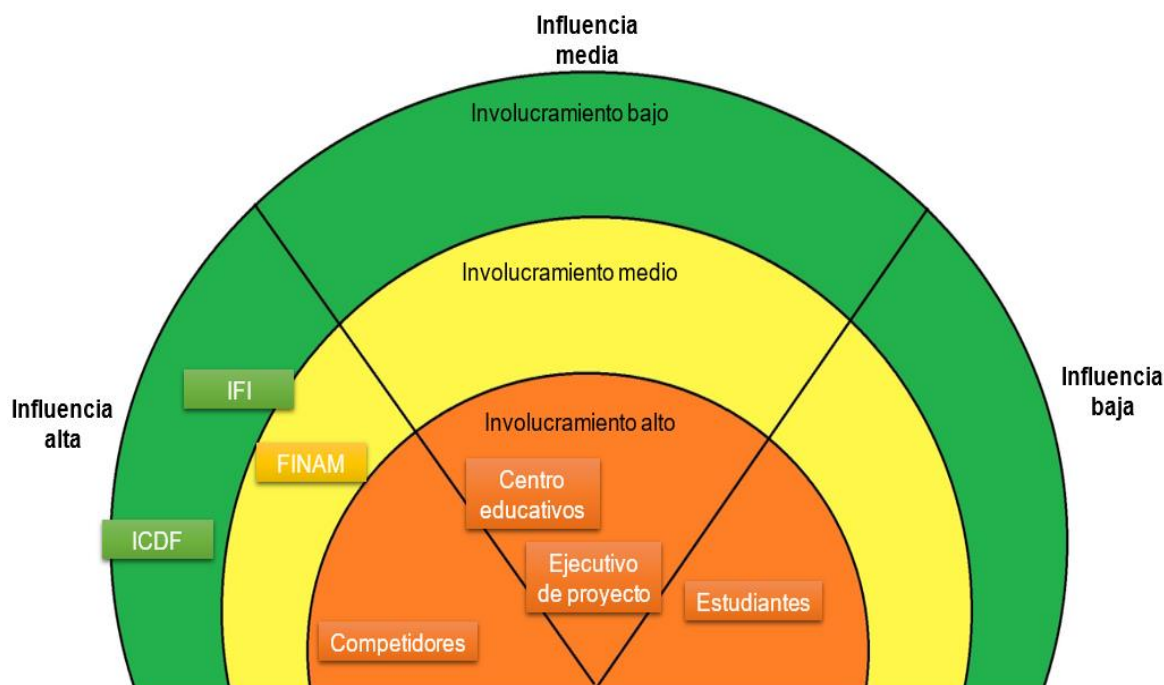 Influencia
media
Involucramiento bajo
Involucramiento medio
Influencia
baja
IFI
Influencia
alta
Involucramiento alto
FINAM
Centro
educativos
ICDF
Ejecutivo
de proyecto
Estudiantes
Competidores